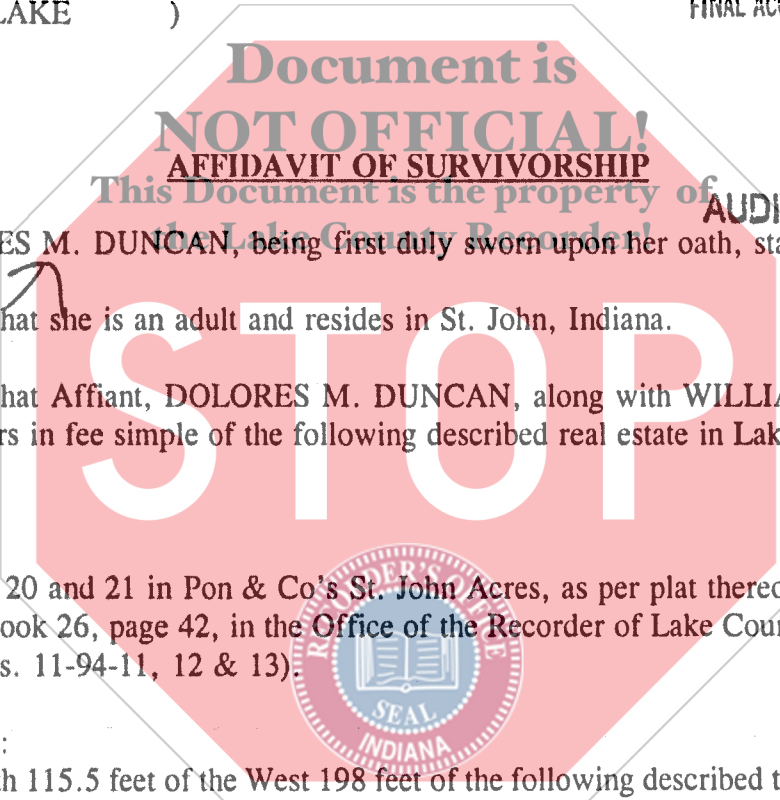 LAKE )
FINAL AC
Document is
NOT OFFICIAL!
AFFIDAVIT OF SURVIVORSHIP
This Document is the property of
AUDI
the Lake County Recorder!
ES M. DUNCAN, being first duly sworn upon her oath, sta
hat she is an adult and resides in St. John, Indiana.
hat Affiant, DOLORES M. DUNCAN, along with WILLIA
rs in fee simple of the following described real estate in Lak
STOP
20 and 21 in Pon & Co's St. John Acres, as per plat thereo
ook 26, page 42, in the Office of the Recorder of Lake Coun
s. 11-94-11, 12 & 13).
RECORDER'S OFFICE
SEAL
INDIANA
:
h 115.5 feet of the West 198 feet of the following described t